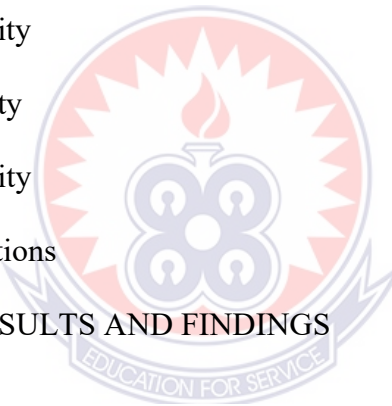 ity
ty
ity
tions
SULTS AND FINDINGS
EDUCATION FOR SERVICE